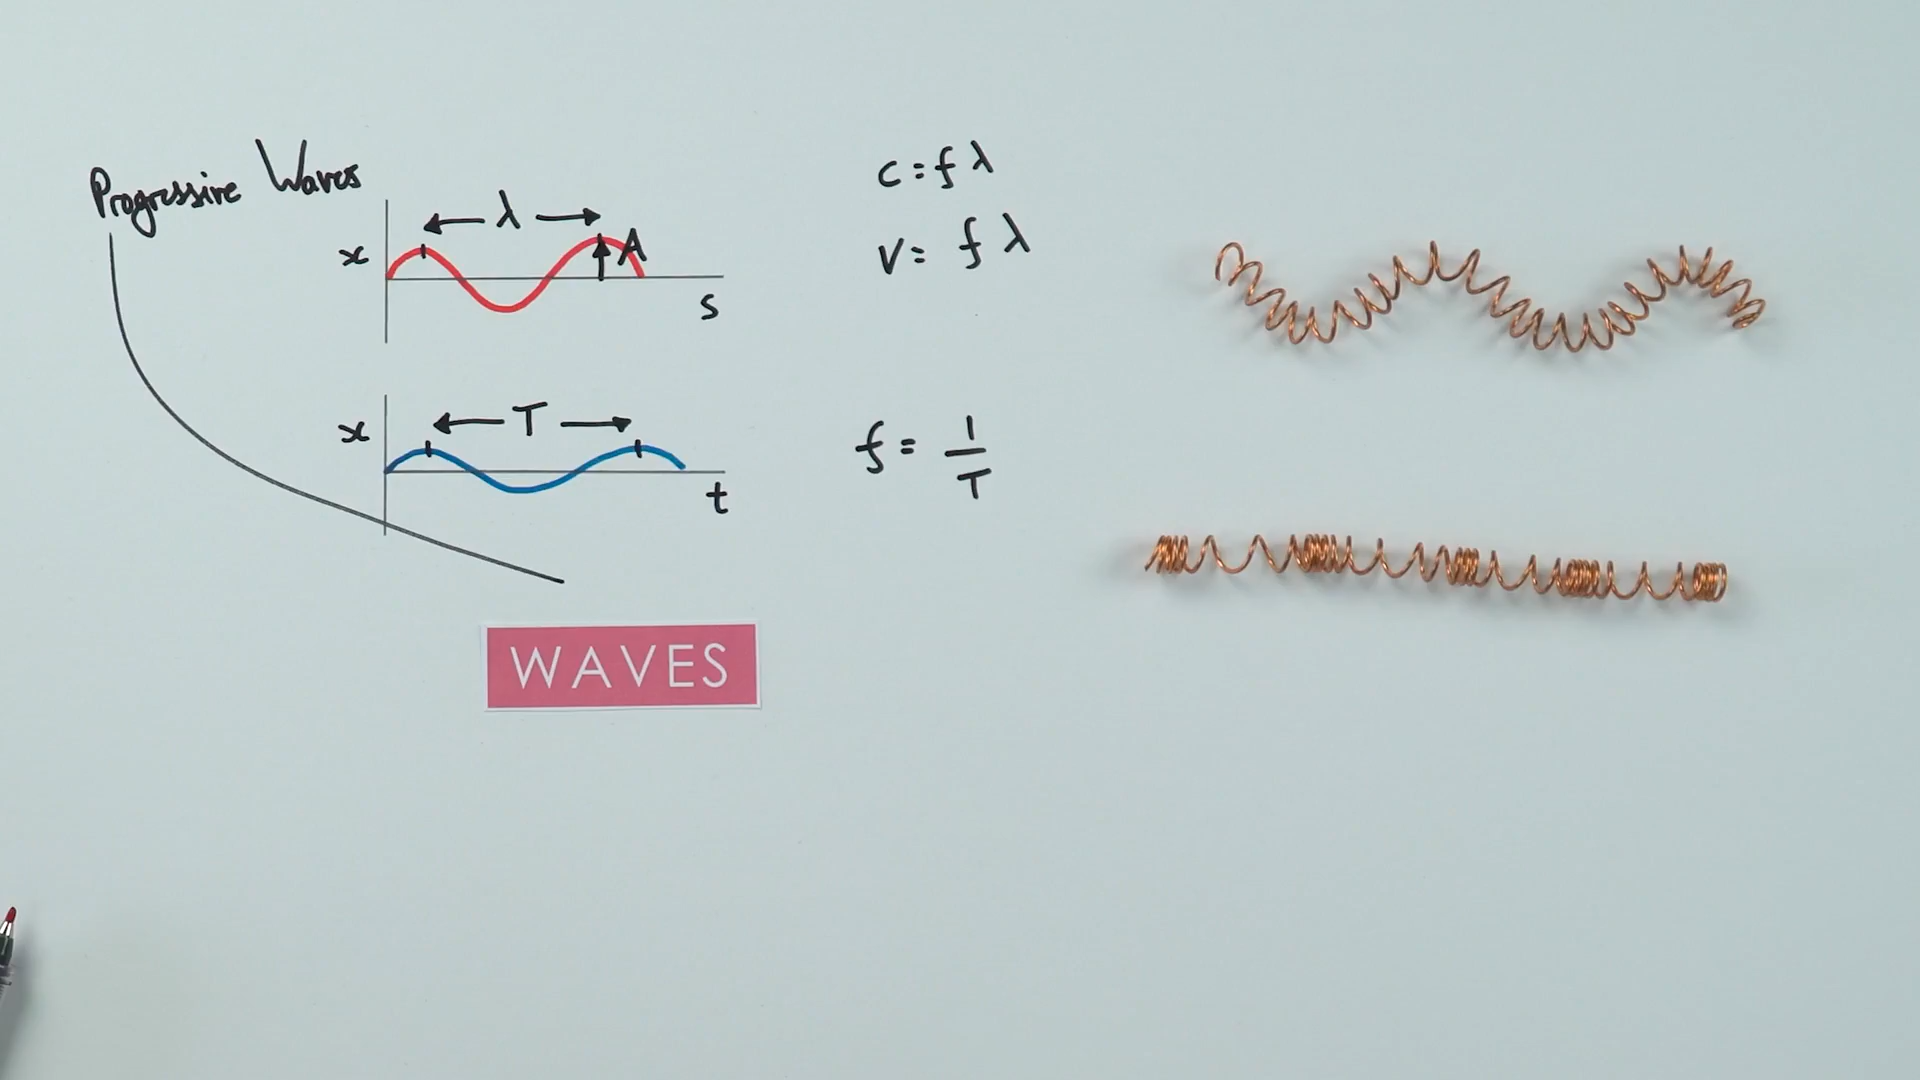 Progressive Waves
x
← λ →
A
s
c = f λ
v = f λ
x
← T →
t
f = 1/T
WAVES